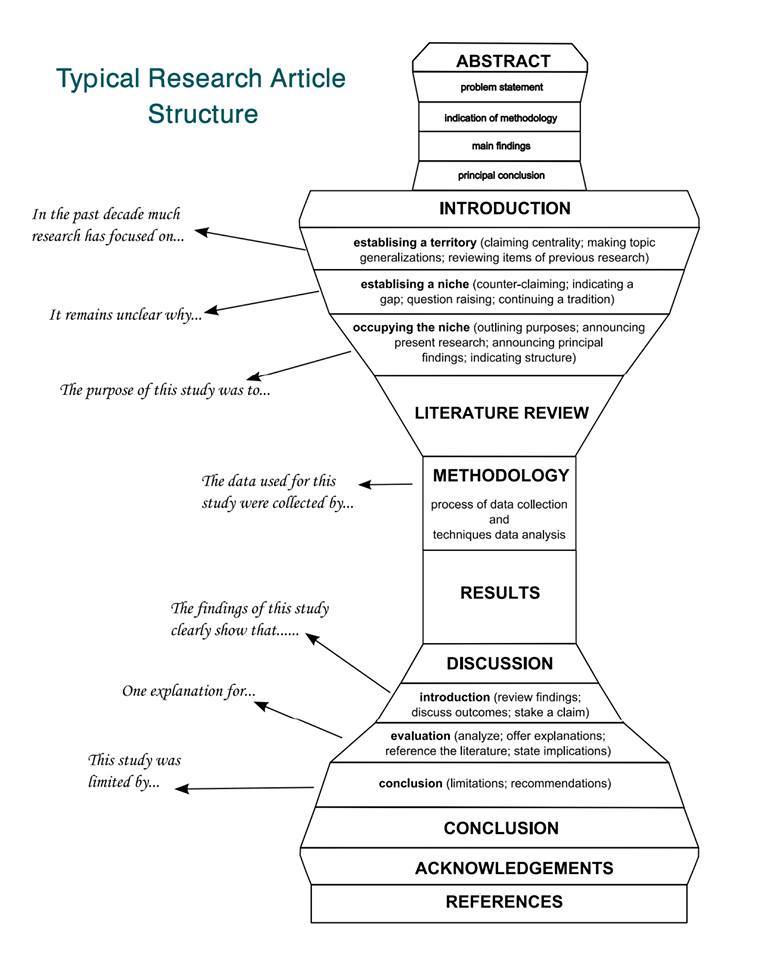 Typical Research Article
Structure
ABSTRACT
problem statement
indication of methodology
main findings
principal conclusion
INTRODUCTION
In the past decade much
research has focused on...
establising a territory (claiming centrality; making topic
generalizations; reviewing items of previous research)
establising a niche (counter-claiming; indicating a
gap; question raising; continuing a tradition)
It remains unclear why...
occupying the niche (outlining purposes; announcing
present research; announcing principal
findings; indicating structure)
The purpose of this study was to...
LITERATURE REVIEW
METHODOLOGY
The data used for this
study were collected by...
process of data collection
and
techniques data analysis
RESULTS
The findings of this study
clearly show that......
DISCUSSION
introduction (review findings;
discuss outcomes; stake a claim)
One explanation for...
evaluation (analyze; offer explanations;
reference the literature; state implications)
This study was
limited by...
conclusion (limitations; recommendations)
CONCLUSION
ACKNOWLEDGEMENTS
REFERENCES